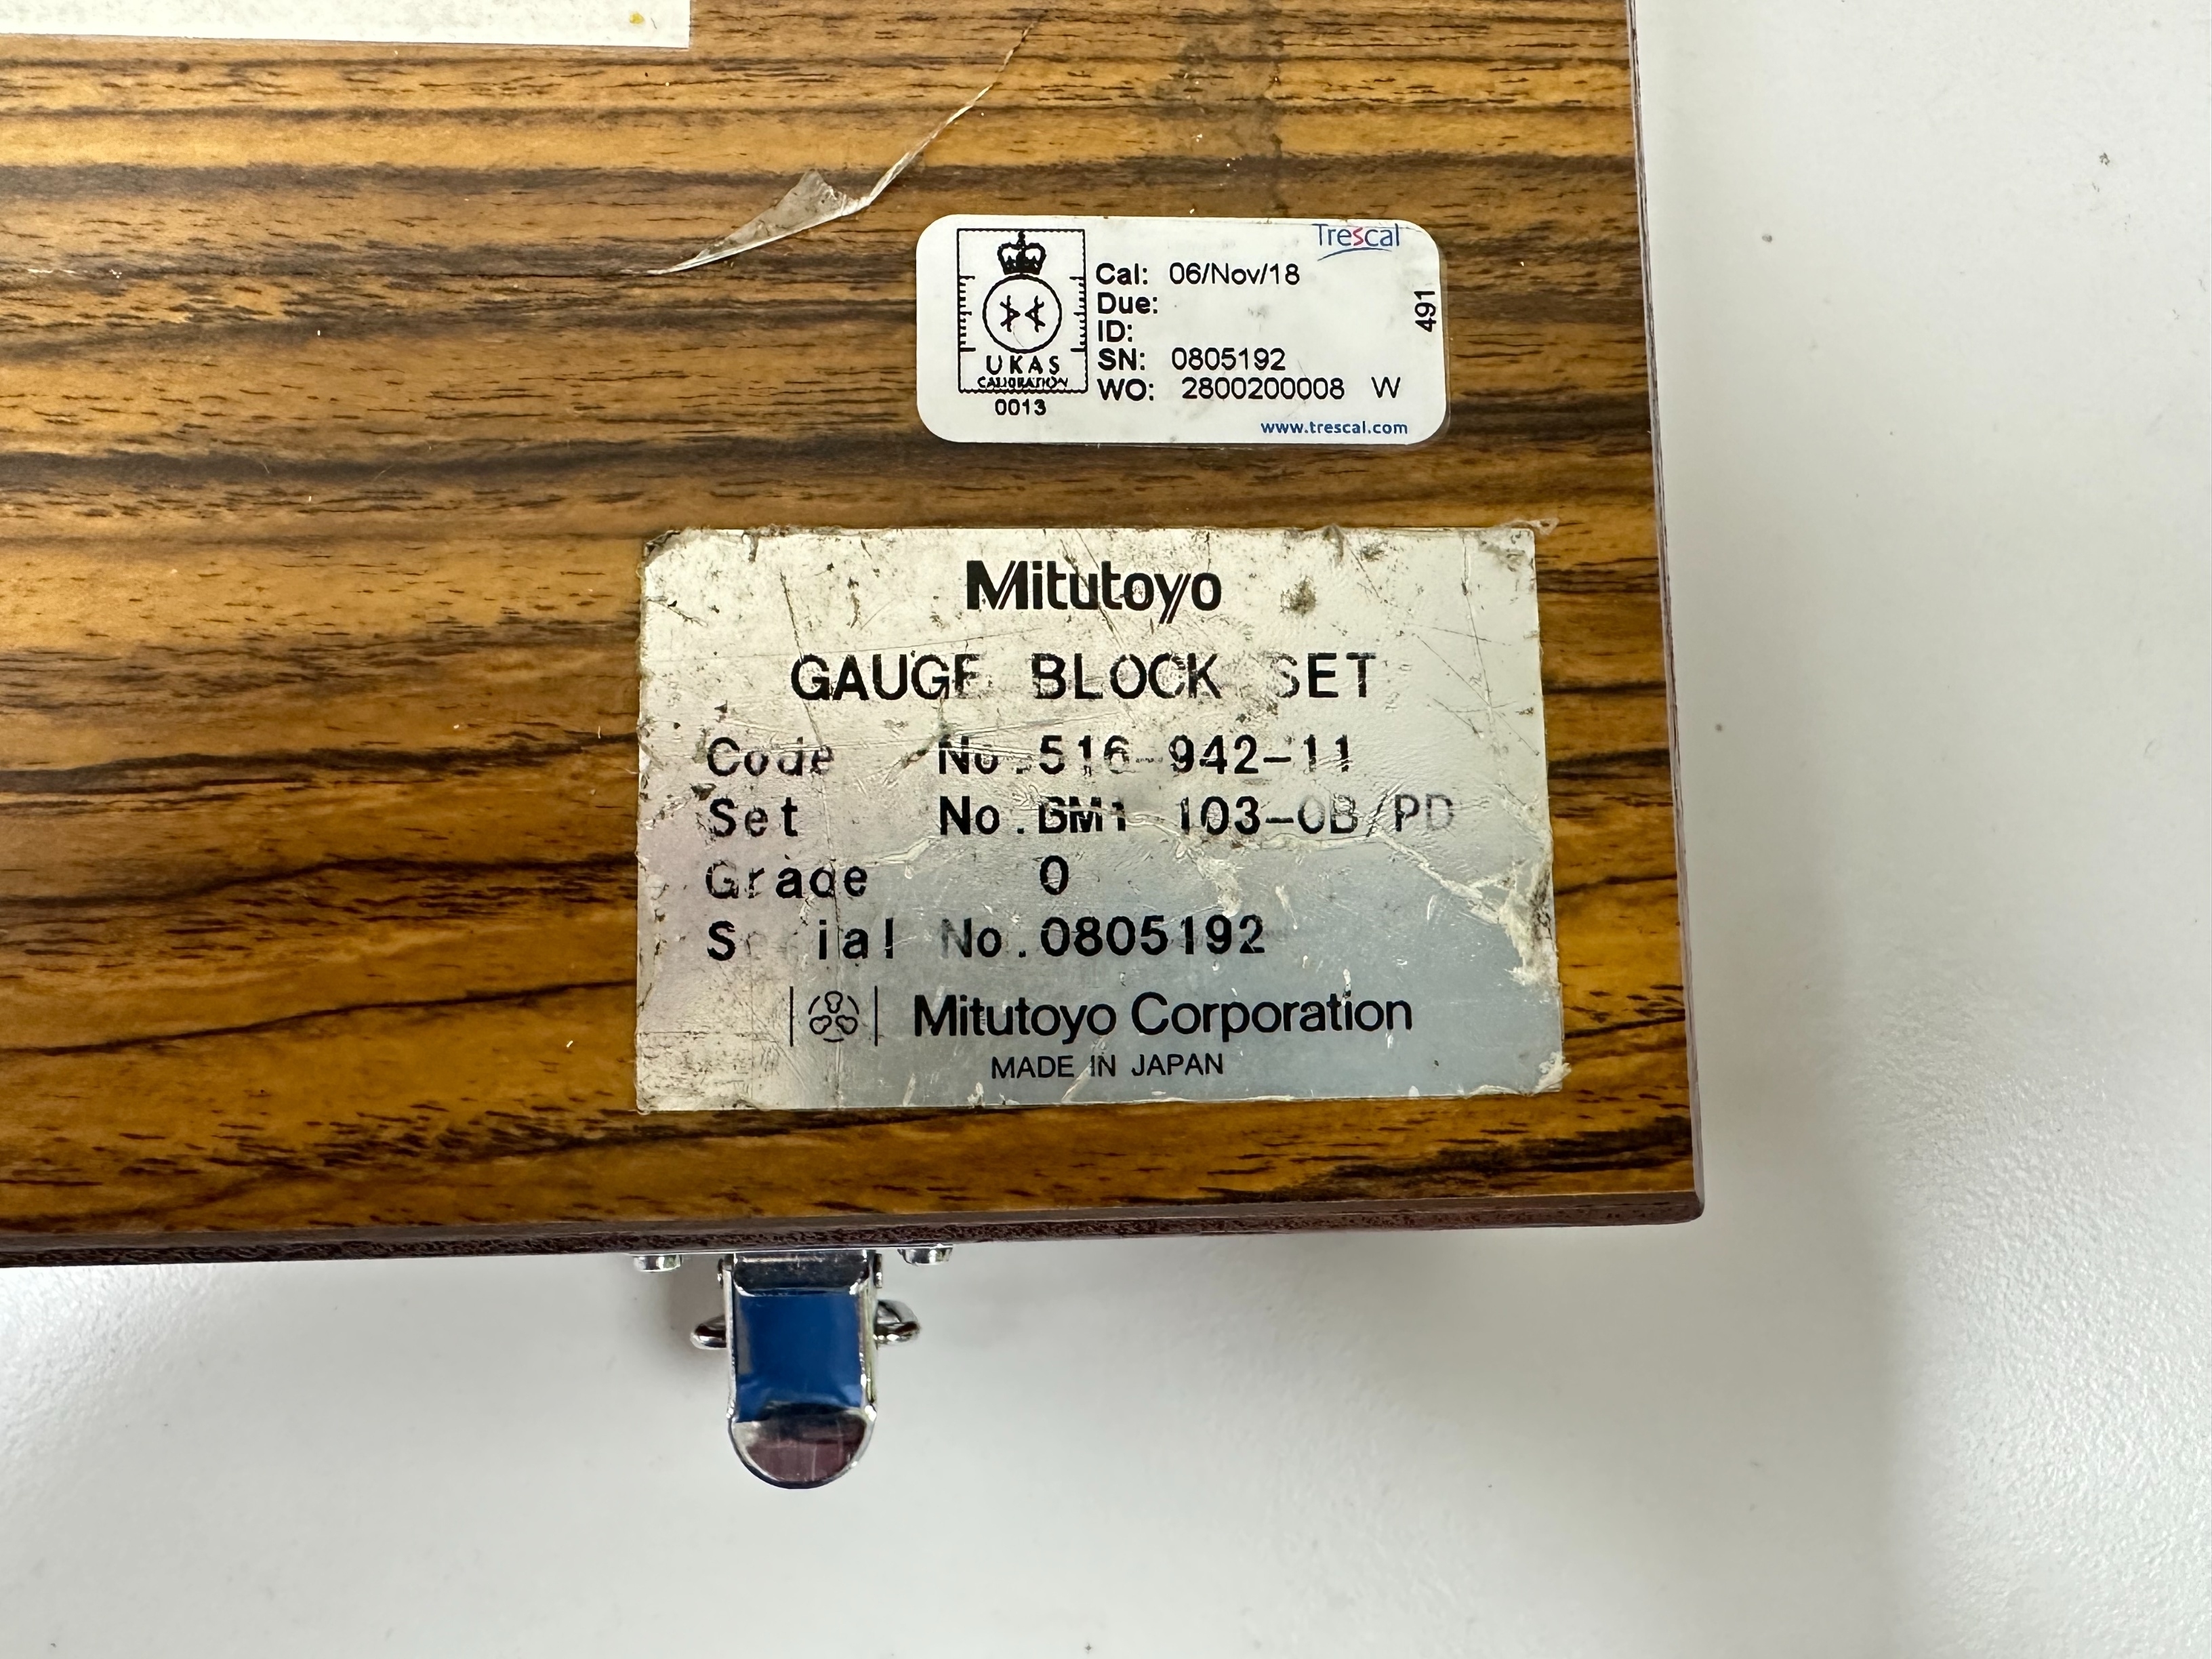 Trescal
Cal: 06/Nov/18
Due:
ID:
SN: 0805192
WO: 2800200008 W
491
UKAS
CALIBRATION
0013
www.trescal.com
Mitutoyo
GAUGE BLOCK SET
Code No.516-942-11
Set No.BM1-103-0B/PD
Grade 0
Serial No.0805192
Mitutoyo Corporation
MADE IN JAPAN